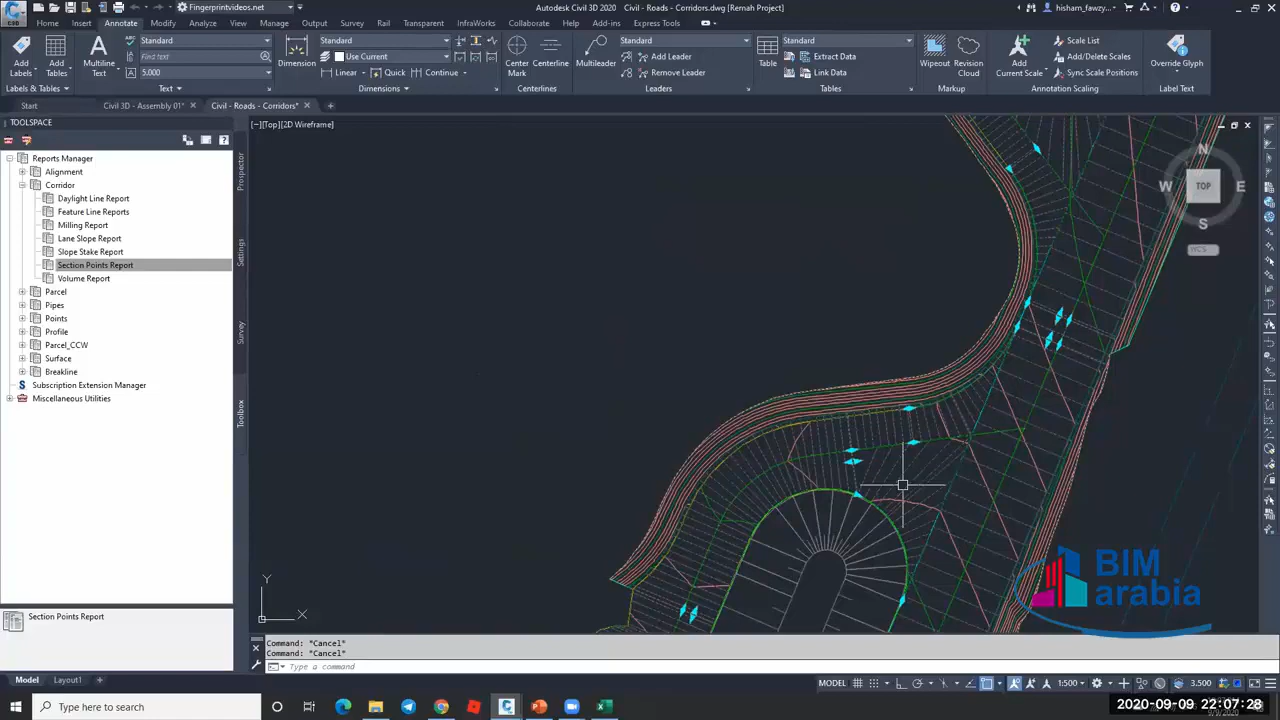 Fingerprintvideos.net
Autodesk Civil 3D 2020 Civil - Roads - Corridors.dwg [Remah Project]
hisham_fawzy...
Home Insert Annotate Modify Analyze View Manage Output Survey Rail Transparent InfraWorks Collaborate Help Add-ins Express Tools
Add Labels
Add Tables
Labels & Tables
Multiline Text
Standard
Find text
5.000
Text
Dimension
Standard
Use Current
Linear Quick Continue
Dimensions
Center Mark
Centerline
Centerlines
Multileader
Standard
Add Leader
Remove Leader
Leaders
Table
Standard
Extract Data
Link Data
Tables
Wipeout
Revision Cloud
Markup
Add Current Scale
Scale List
Add/Delete Scales
Sync Scale Positions
Annotation Scaling
Override Glyph
Label Text
Start Civil 3D - Assembly 01* Civil - Roads - Corridors*
TOOLSPACE
[−][Top][2D Wireframe]
Reports Manager
Alignment
Corridor
Daylight Line Report
Feature Line Reports
Milling Report
Lane Slope Report
Slope Stake Report
Section Points Report
Volume Report
Parcel
Pipes
Points
Profile
Parcel_CCW
Surface
Breakline
Subscription Extension Manager
Miscellaneous Utilities
Prospector
Settings
Survey
Toolbox
N
W TOP E
S
WCS
Section Points Report
Y
X
BIM
arabia
Command: *Cancel*
Command: *Cancel*
Type a command
Model Layout1
MODEL 1:500 3.500
Type here to search
2020-09-09 22:07:28